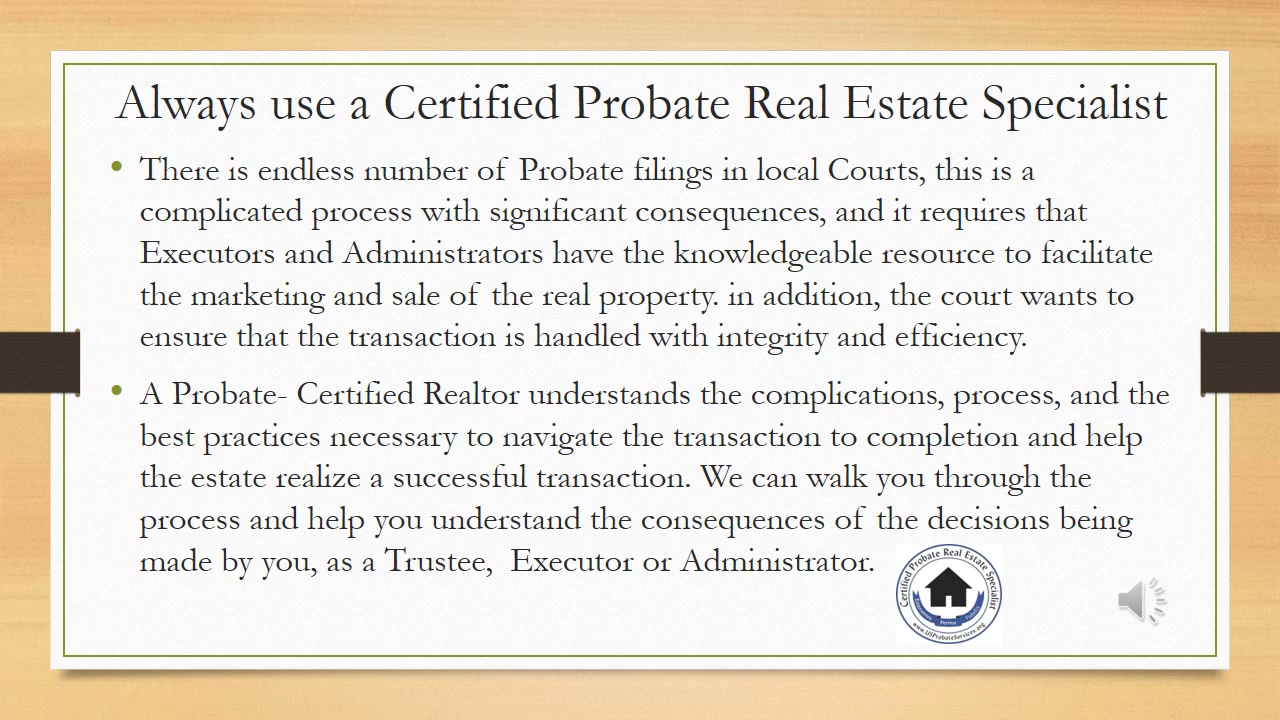 Always use a Certified Probate Real Estate Specialist
• There is endless number of Probate filings in local Courts, this is a
complicated process with significant consequences, and it requires that
Executors and Administrators have the knowledgeable resource to facilitate
the marketing and sale of the real property. in addition, the court wants to
ensure that the transaction is handled with integrity and efficiency.
• A Probate- Certified Realtor understands the complications, process, and the
best practices necessary to navigate the transaction to completion and help
the estate realize a successful transaction. We can walk you through the
process and help you understand the consequences of the decisions being
made by you, as a Trustee,  Executor or Administrator.
Certified Probate Real Estate Specialist
www.USProbateServices.org